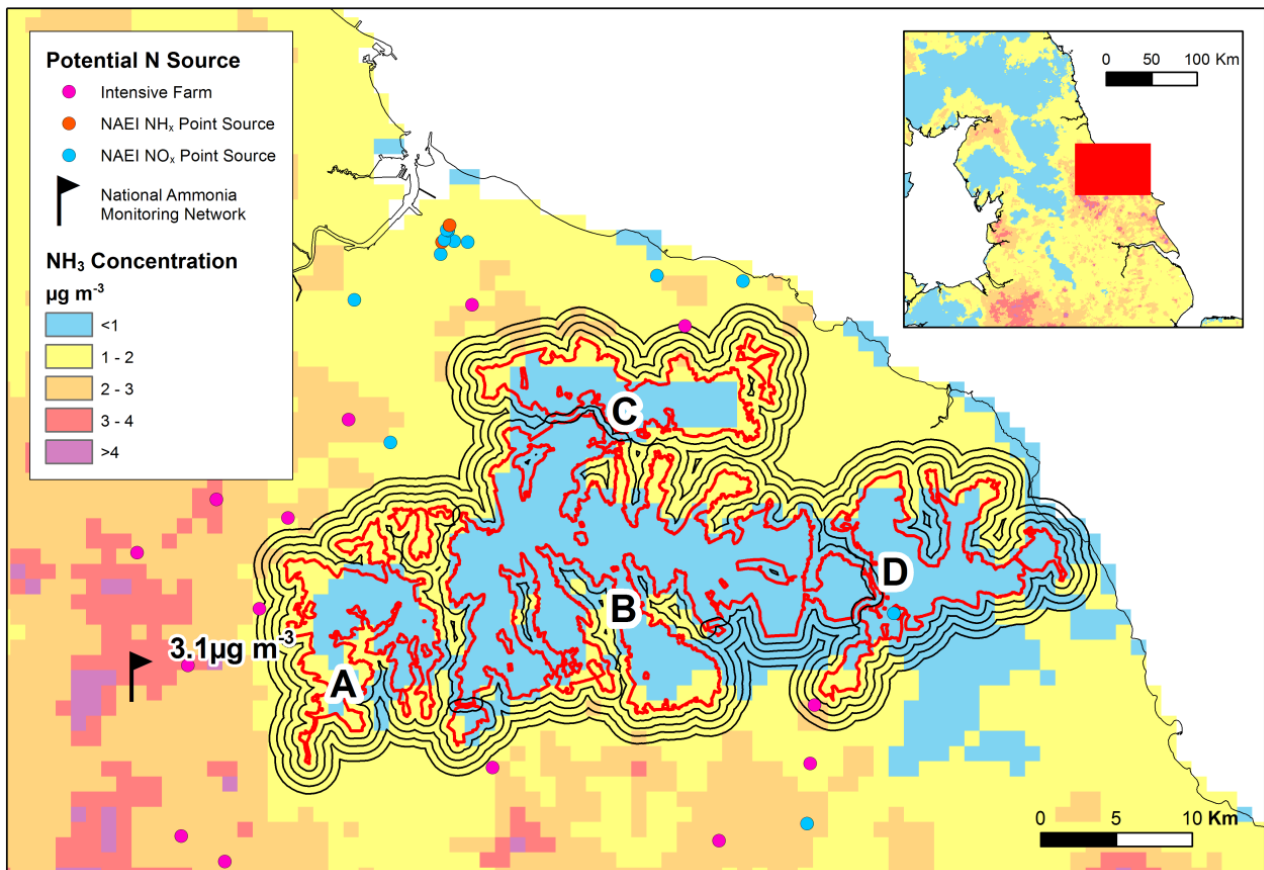 Potential N Source
Intensive Farm
NAEI NHₓ Point Source
NAEI NOₓ Point Source
National Ammonia
Monitoring Network
NH₃ Concentration
µg m⁻³
<1
1 - 2
2 - 3
3 - 4
>4
0 50 100 Km
C
D
B
3.1µg m⁻³
A
0 5 10 Km